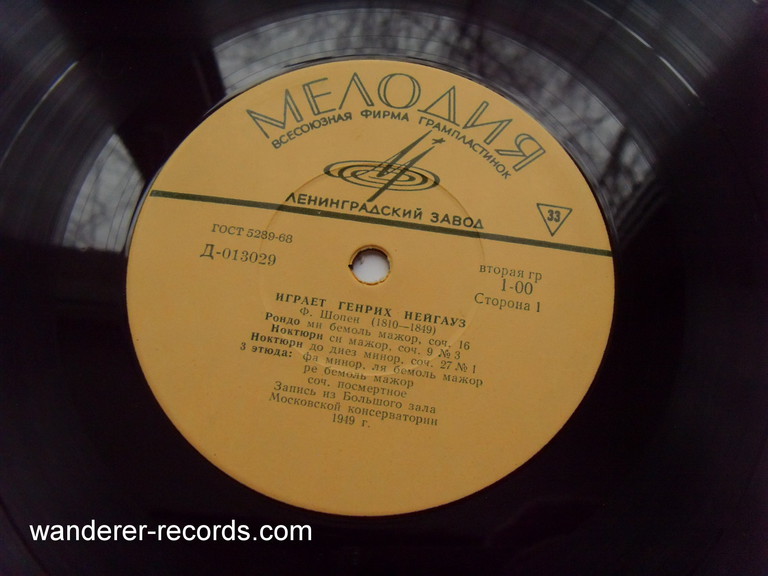 МЕЛОДИЯ
ВСЕСОЮЗНАЯ ФИРМА ГРАМПЛАСТИНОК
ЛЕНИНГРАДСКИЙ ЗАВОД
33
ГОСТ 5289-68
Д-013029
вторая гр
1-00
Сторона 1
ИГРАЕТ ГЕНРИХ НЕЙГАУЗ
Ф. Шопен (1810—1849)
Рондо ми бемоль мажор, соч. 16
Ноктюрн си мажор, соч. 9 № 3
Ноктюрн до диез минор, соч. 27 № 1
3 этюда: фа минор, ля бемоль мажор
ре бемоль мажор
соч. посмертное
Запись из Большого зала
Московской консерватории
1949 г.
wanderer-records.com